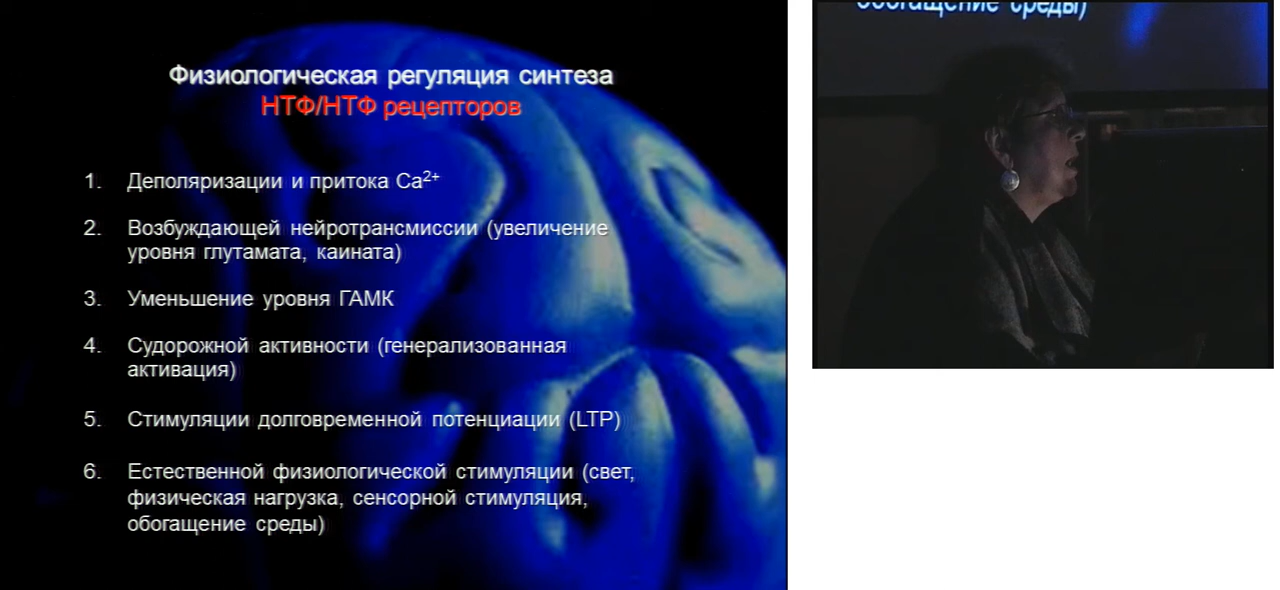 Физиологическая регуляция синтеза
НТФ/НТФ рецепторов
1. Деполяризации и притока Ca²⁺
2. Возбуждающей нейротрансмиссии (увеличение
уровня глутамата, каината)
3. Уменьшение уровня ГАМК
4. Судорожной активности (генерализованная
активация)
5. Стимуляции долговременной потенциации (LTP)
6. Естественной физиологической стимуляции (свет,
физическая нагрузка, сенсорной стимуляция,
обогащение среды)
обогащение среды)